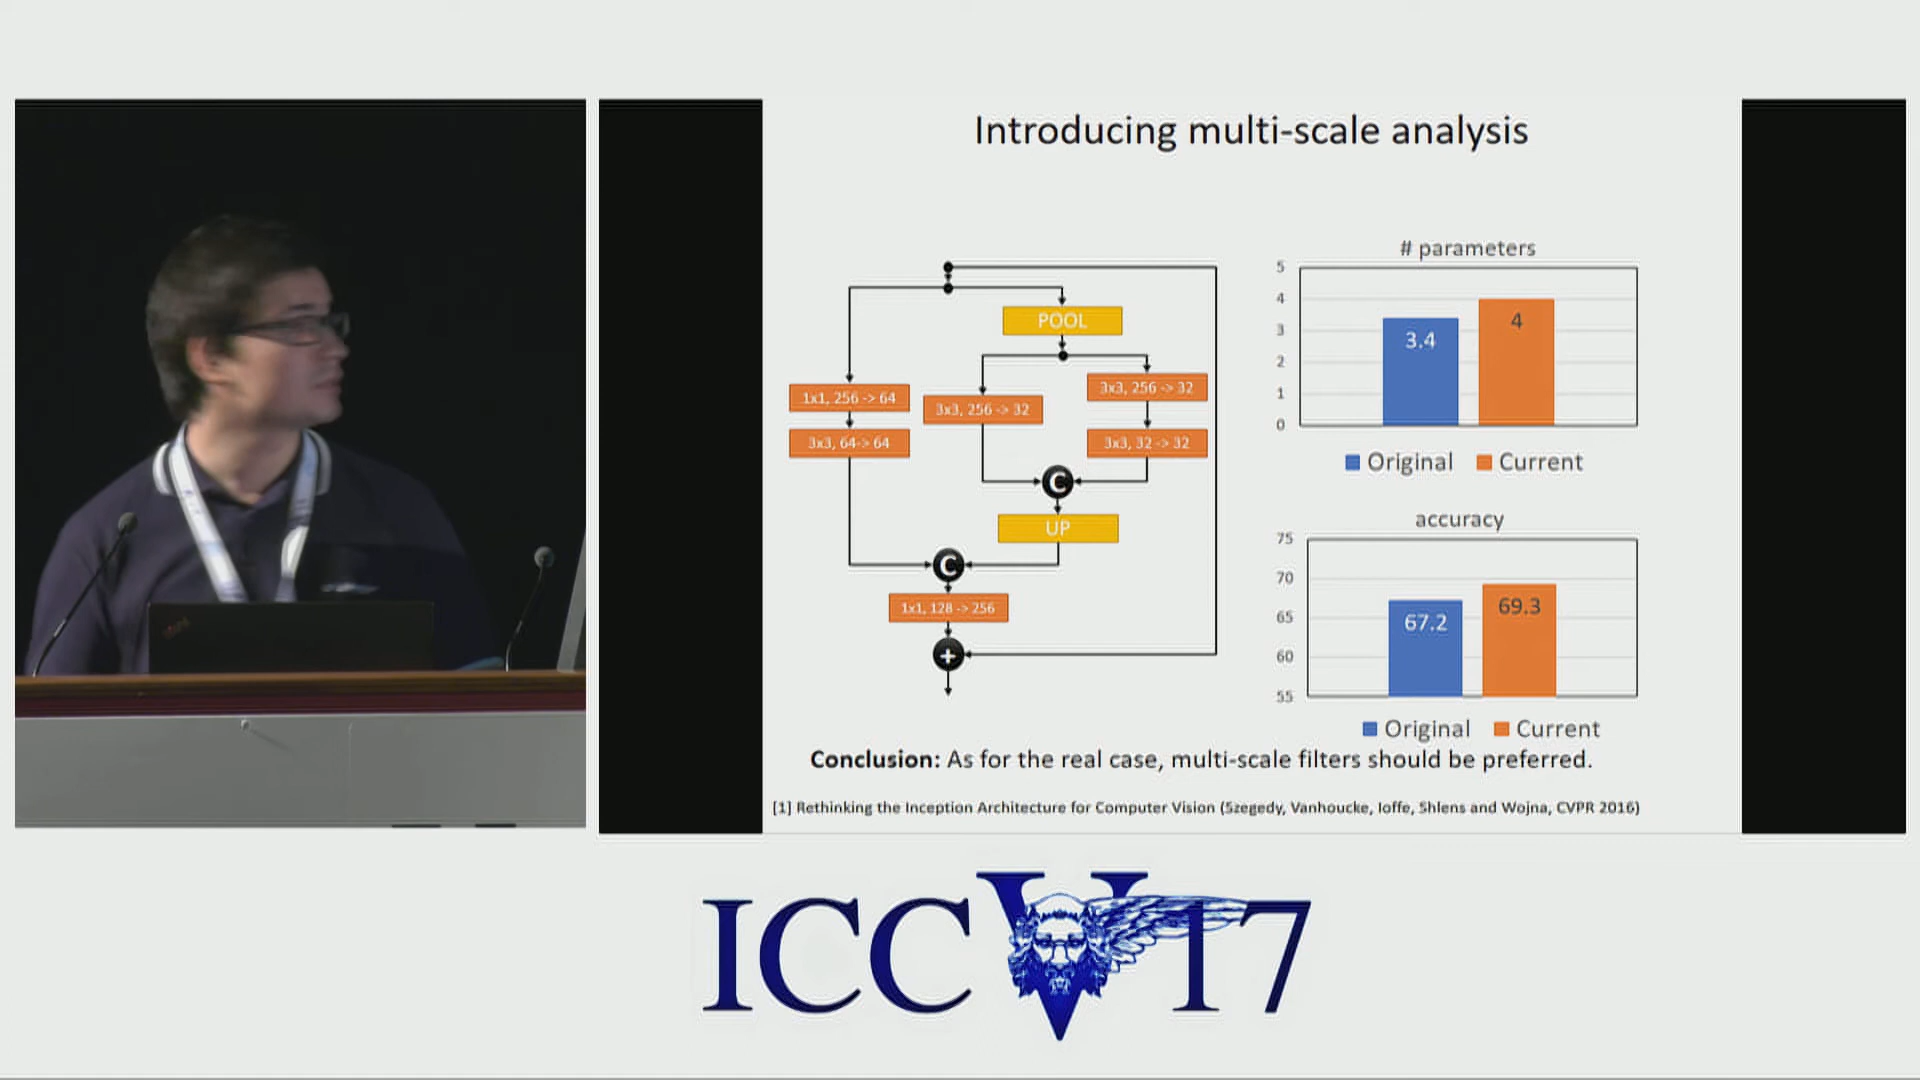 Introducing multi-scale analysis
POOL
1x1, 256 -> 64
3x3, 64-> 64
3x3, 256 -> 32
3x3, 256 -> 32
3x3, 32 -> 32
C
UP
C
1x1, 128 -> 256
+
# parameters
5
4
3
2
1
0
3.4
4
Original
Current
accuracy
75
70
65
60
55
67.2
69.3
Original
Current
Conclusion: As for the real case, multi-scale filters should be preferred.
[1] Rethinking the Inception Architecture for Computer Vision (Szegedy, Vanhoucke, Ioffe, Shlens and Wojna, CVPR 2016)
ICCV17